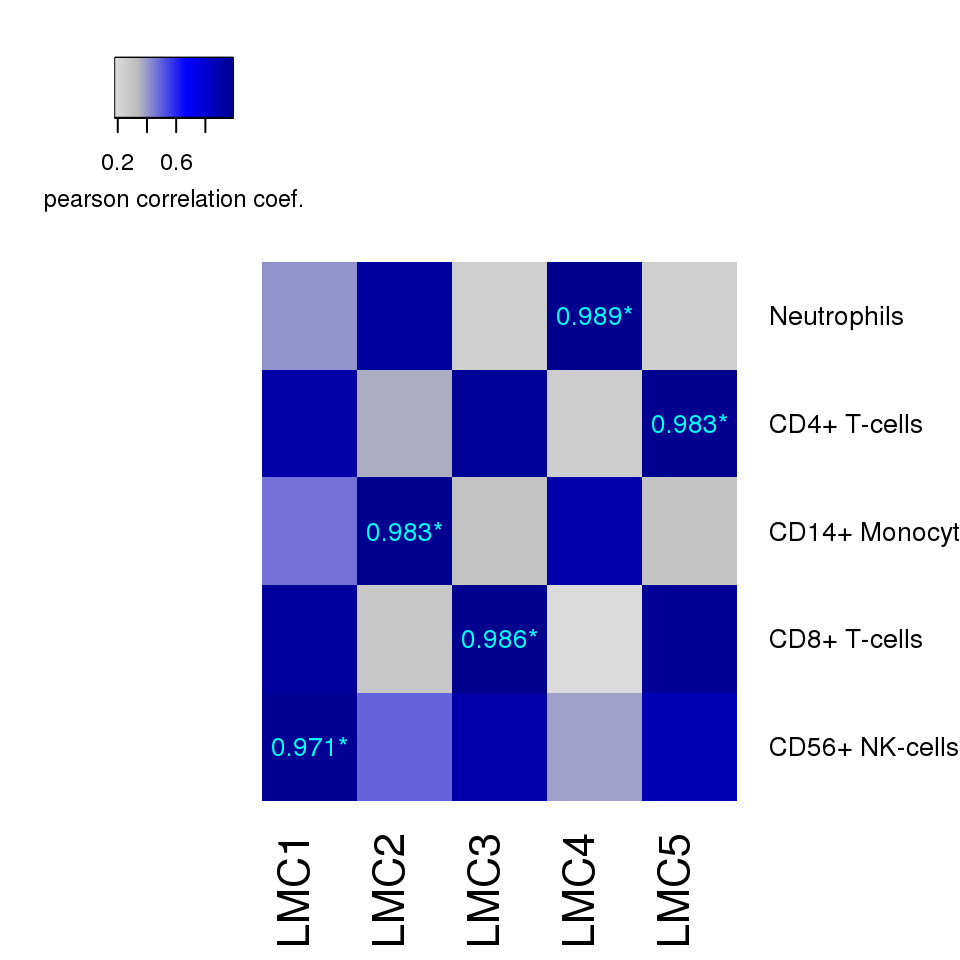 0.2 0.6
pearson correlation coef.
0.989* Neutrophils
0.983* CD4+ T-cells
0.983* CD14+ Monocyt
0.986* CD8+ T-cells
0.971* CD56+ NK-cells
LMC1 LMC2 LMC3 LMC4 LMC5